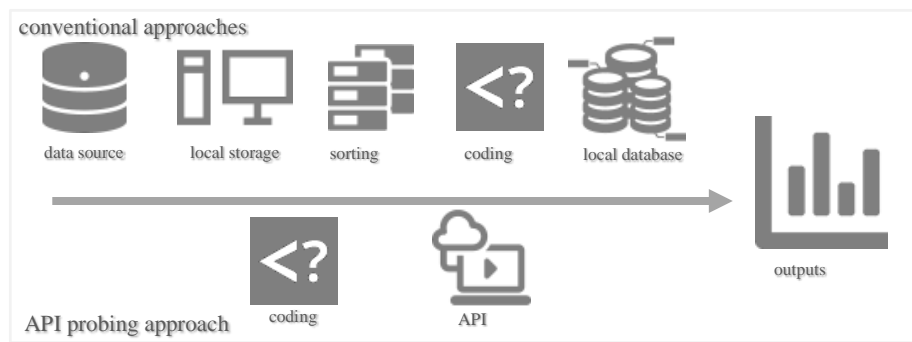 conventional approaches
<?
data source
local storage
sorting
coding
local database
<?
outputs
coding
API
API probing approach